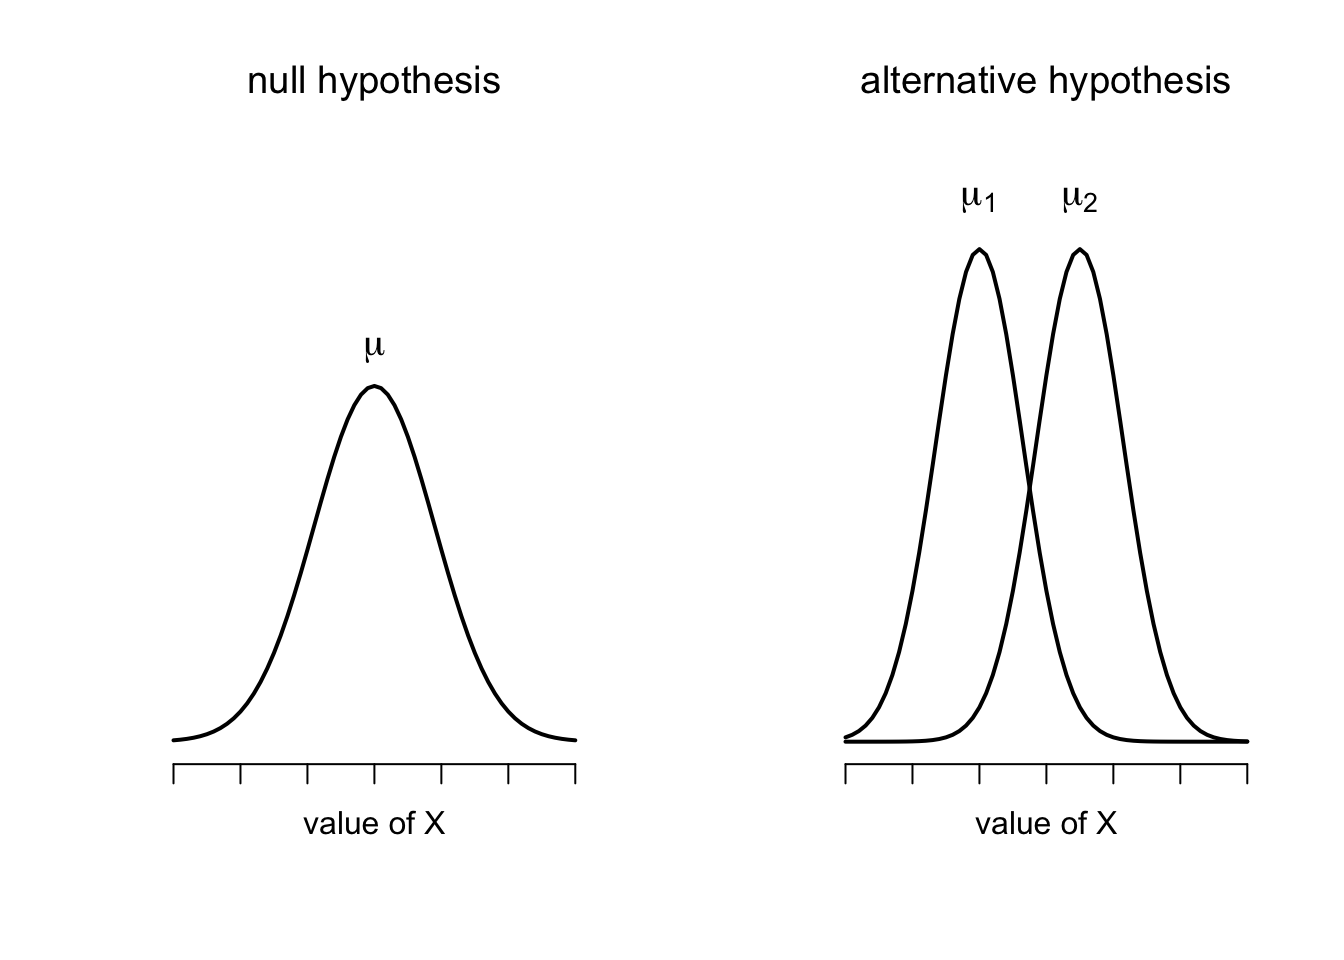 null hypothesis
μ
value of X
alternative hypothesis
μ₁ μ₂
value of X